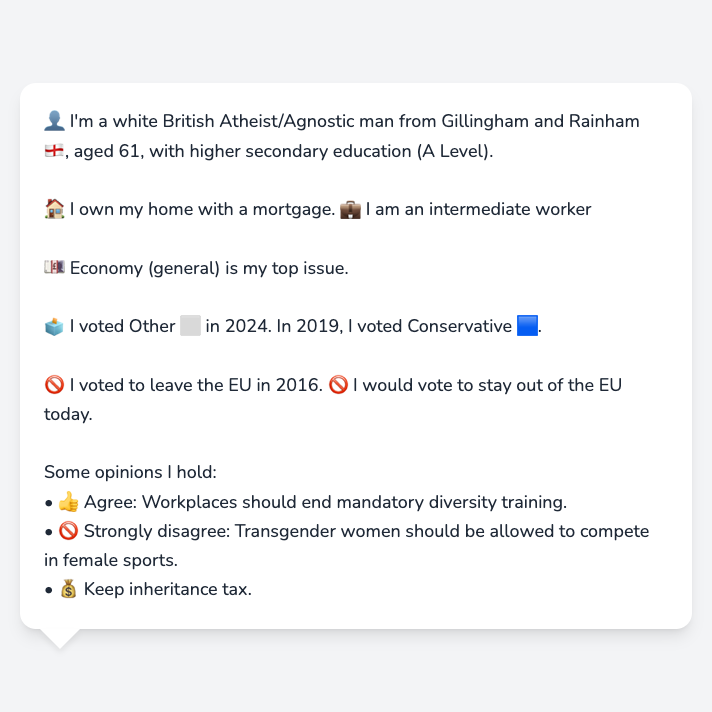 👤 I'm a white British Atheist/Agnostic man from Gillingham and Rainham
🏴󠁧󠁢󠁥󠁮󠁧󠁿, aged 61, with higher secondary education (A Level).
🏠 I own my home with a mortgage. 💼 I am an intermediate worker
💷 Economy (general) is my top issue.
🗳️ I voted Other ⬜ in 2024. In 2019, I voted Conservative 🟦.
🚫 I voted to leave the EU in 2016. 🚫 I would vote to stay out of the EU
today.
Some opinions I hold:
• 👍 Agree: Workplaces should end mandatory diversity training.
• 🚫 Strongly disagree: Transgender women should be allowed to compete
in female sports.
• 💰 Keep inheritance tax.